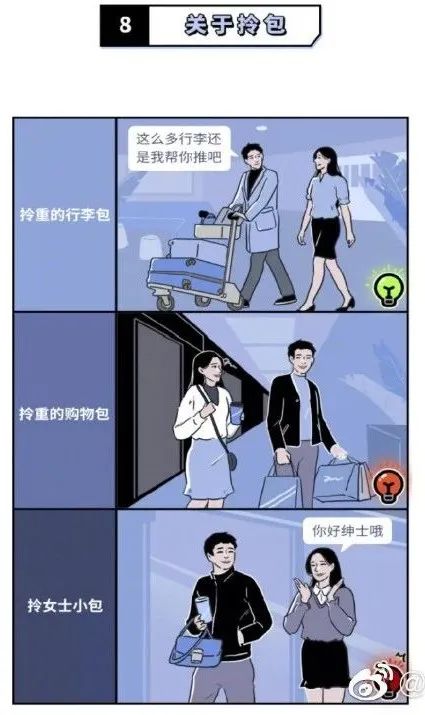 8 关于拎包
这么多行李还
是我帮你推吧
拎重的行李包
拎重的购物包
你好绅士哦
拎女士小包
@